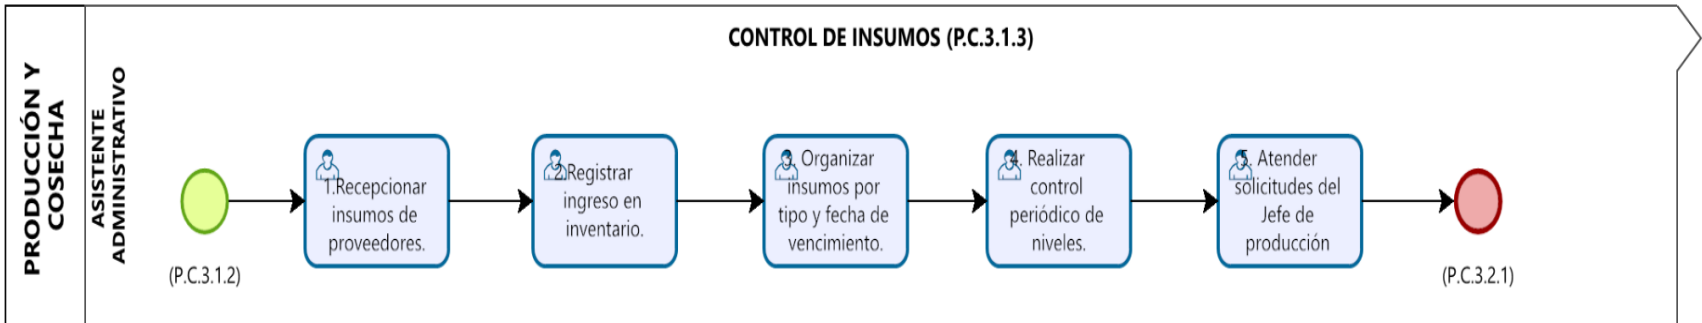 CONTROL DE INSUMOS (P.C.3.1.3)
PRODUCCIÓN Y
COSECHA
ASISTENTE
ADMINISTRATIVO
(P.C.3.1.2)
1.Recepcionar
insumos de
proveedores.
2.Registrar
ingreso en
inventario.
3. Organizar
insumos por
tipo y fecha de
vencimiento.
4. Realizar
control
periódico de
niveles.
5. Atender
solicitudes del
Jefe de
producción
(P.C.3.2.1)